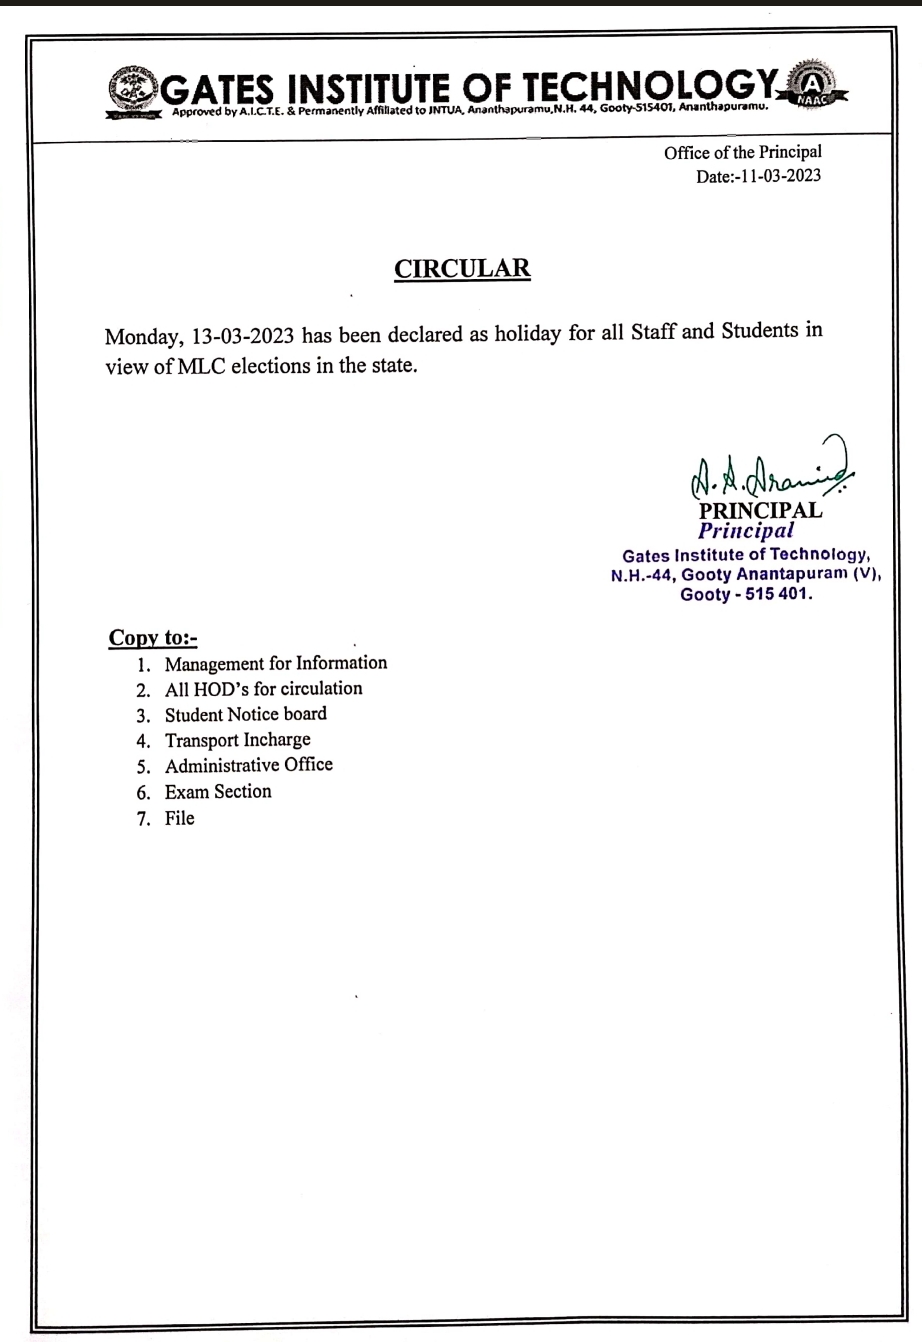 GATES INSTITUTE OF TECHNOLOGY
A
NAAC
Approved by A.I.C.T.E. & Permanently Affiliated to JNTUA, Ananthapuramu,N.H. 44, Gooty-515401, Ananthapuramu.
Office of the Principal
Date:-11-03-2023
CIRCULAR
Monday, 13-03-2023 has been declared as holiday for all Staff and Students in
view of MLC elections in the state.
PRINCIPAL
Principal
Gates Institute of Technology,
N.H.-44, Gooty Anantapuram (V),
Gooty - 515 401.
Copy to:-
1. Management for Information
2. All HOD's for circulation
3. Student Notice board
4. Transport Incharge
5. Administrative Office
6. Exam Section
7. File